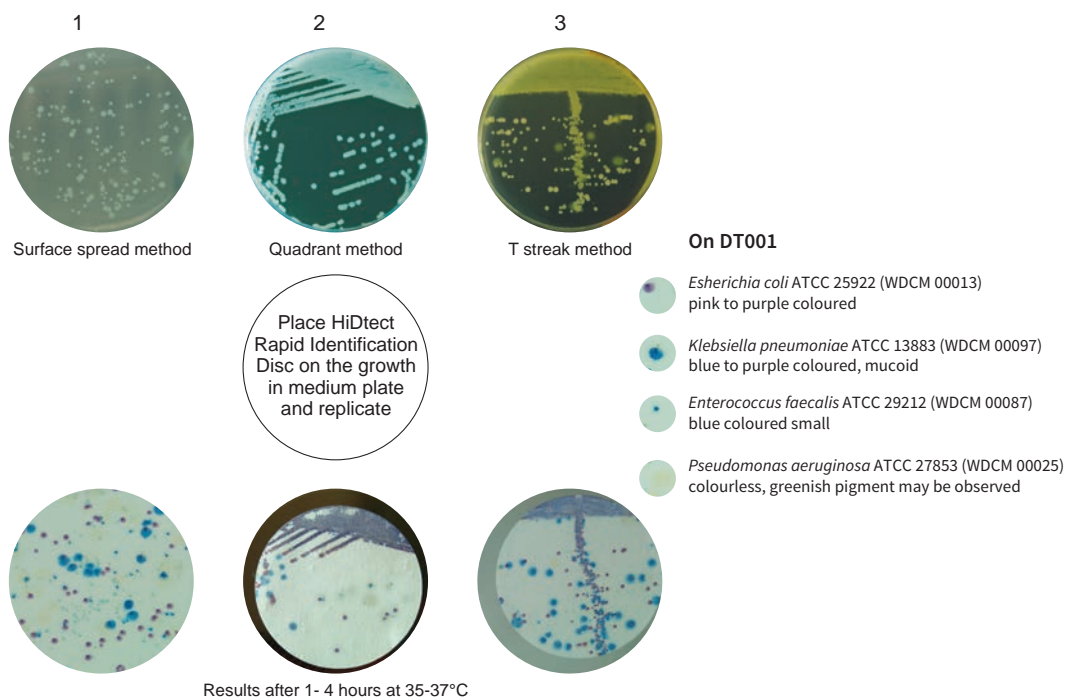 1
2
3
Surface spread method
Quadrant method
T streak method
Place HiDtect
Rapid Identification
Disc on the growth
in medium plate
and replicate
On DT001
Esherichia coli ATCC 25922 (WDCM 00013)
pink to purple coloured
Klebsiella pneumoniae ATCC 13883 (WDCM 00097)
blue to purple coloured, mucoid
Enterococcus faecalis ATCC 29212 (WDCM 00087)
blue coloured small
Pseudomonas aeruginosa ATCC 27853 (WDCM 00025)
colourless, greenish pigment may be observed
Results after 1- 4 hours at 35-37°C